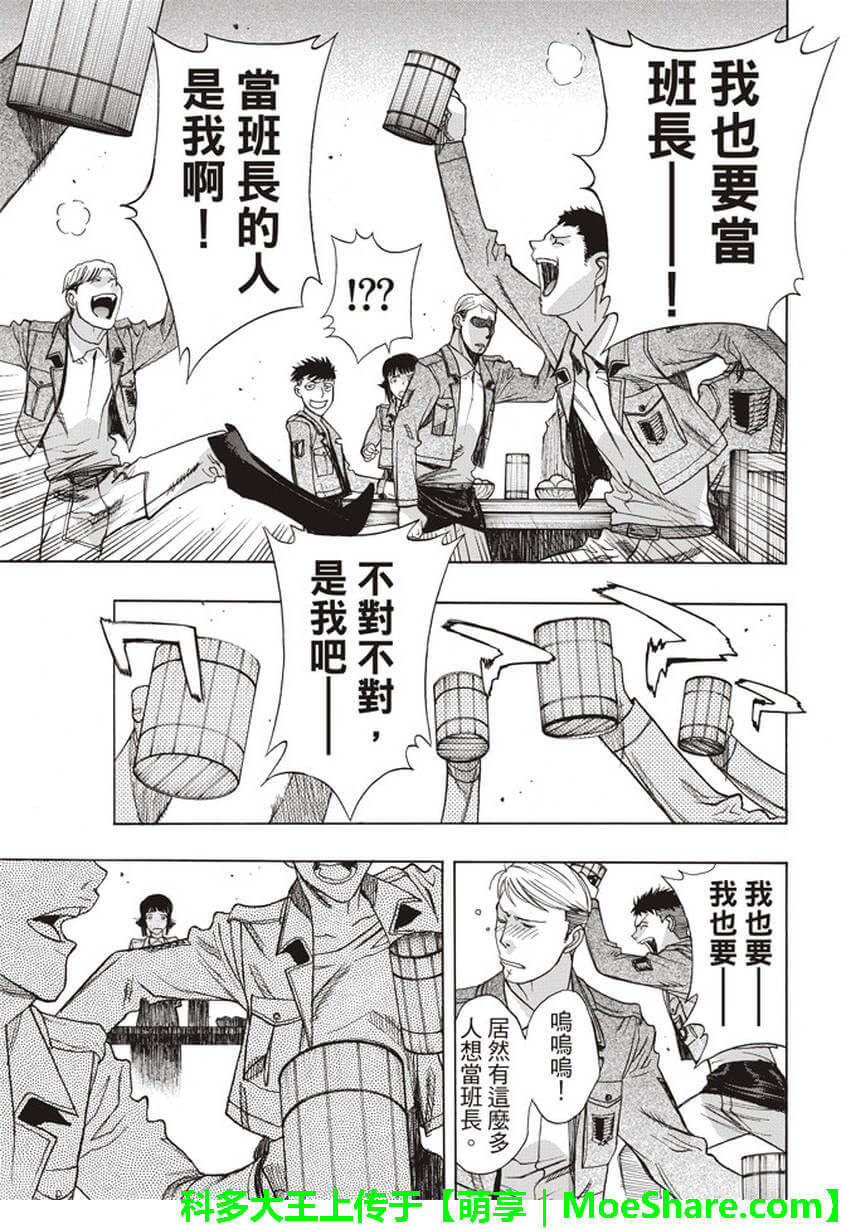 我也要當
班長——！
!??
當班長的人
是我啊！
不對不對，
是我吧——
我也要——
我也要——
嗚嗚嗚！
居然有這麼多
人想當班長。
科多大王上传于【萌享｜MoeShare.com】